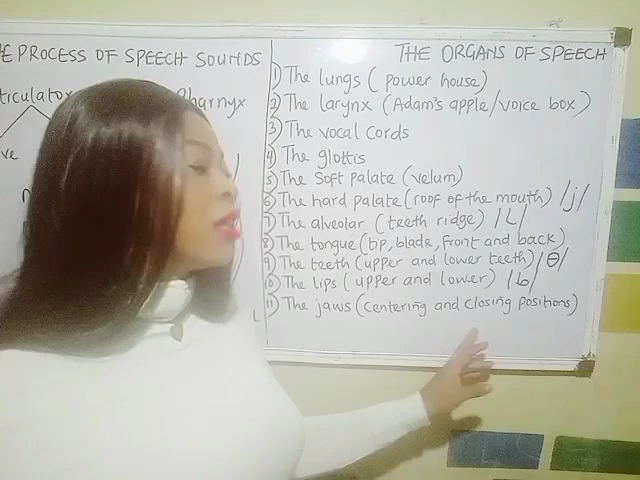 E PROCESS OF SPEECH SOUNDS
ticulator
Pharnyx
ve
THE ORGANS OF SPEECH
1 The lungs ( power house)
2 The larynx (Adam's apple/voice box)
3 The vocal cords
4 The glottis
5 The Soft palate (velum)
6 The hard palate (roof of the mouth) /j/
7 The alveolar (teeth ridge) /L/
8 The tongue (tip, blade, front and back)
9 The teeth (upper and lower teeth) /θ/
10 The lips (upper and lower) /b/
11 The jaws (centering and closing positions)